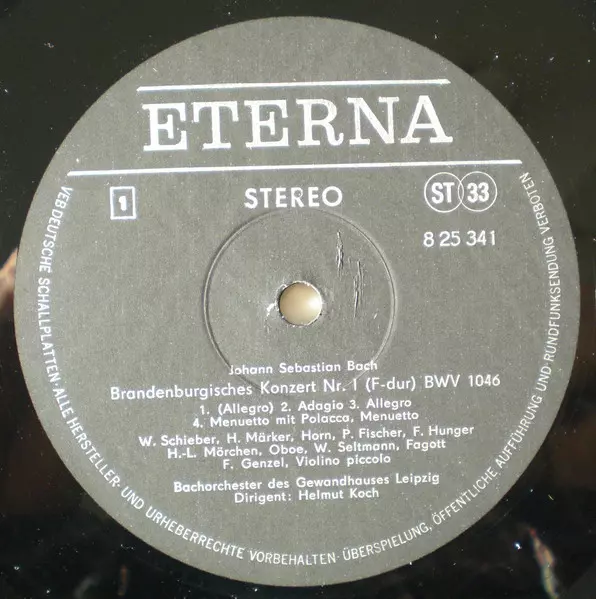 ETERNA
1
STEREO
ST 33
8 25 341
Johann Sebastian Bach
Brandenburgisches Konzert Nr. 1 (F-dur) BWV 1046
1. (Allegro) 2. Adagio 3. Allegro
4. Menuetto mit Polacca, Menuetto
W. Schieber, H. Märker, Horn, P. Fischer, F. Hunger
H.-L. Mörchen, Oboe, W. Seltmann, Fagott
F. Genzel, Violino piccolo
Bachorchester des Gewandhauses Leipzig
Dirigent: Helmut Koch
VEB DEUTSCHE SCHALLPLATTEN · ALLE HERSTELLER- UND URHEBERRECHTE VORBEHALTEN · ÜBERSPIELUNG, ÖFFENTLICHE AUFFÜHRUNG UND RUNDFUNKSENDUNG VERBOTEN